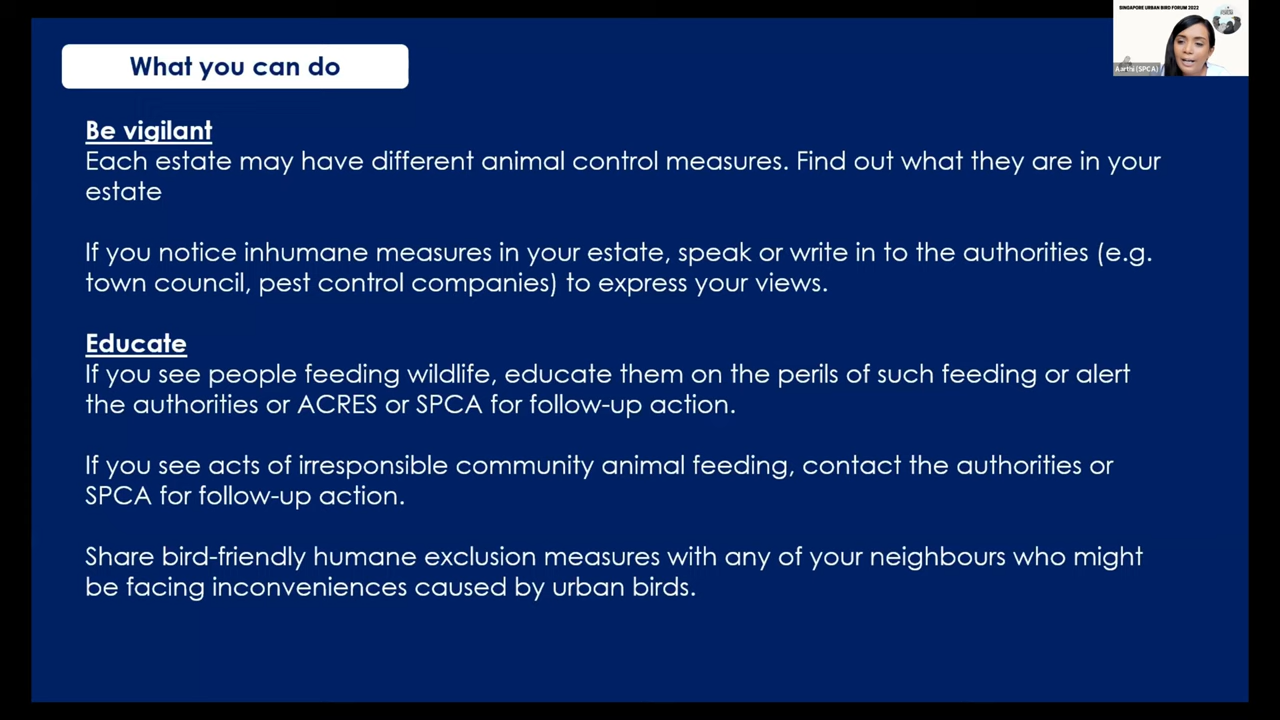 SINGAPORE URBAN BIRD FORUM 2022
What you can do
Aarthi (SPCA)
Be vigilant
Each estate may have different animal control measures. Find out what they are in your
estate
If you notice inhumane measures in your estate, speak or write in to the authorities (e.g.
town council, pest control companies) to express your views.
Educate
If you see people feeding wildlife, educate them on the perils of such feeding or alert
the authorities or ACRES or SPCA for follow-up action.
If you see acts of irresponsible community animal feeding, contact the authorities or
SPCA for follow-up action.
Share bird-friendly humane exclusion measures with any of your neighbours who might
be facing inconveniences caused by urban birds.